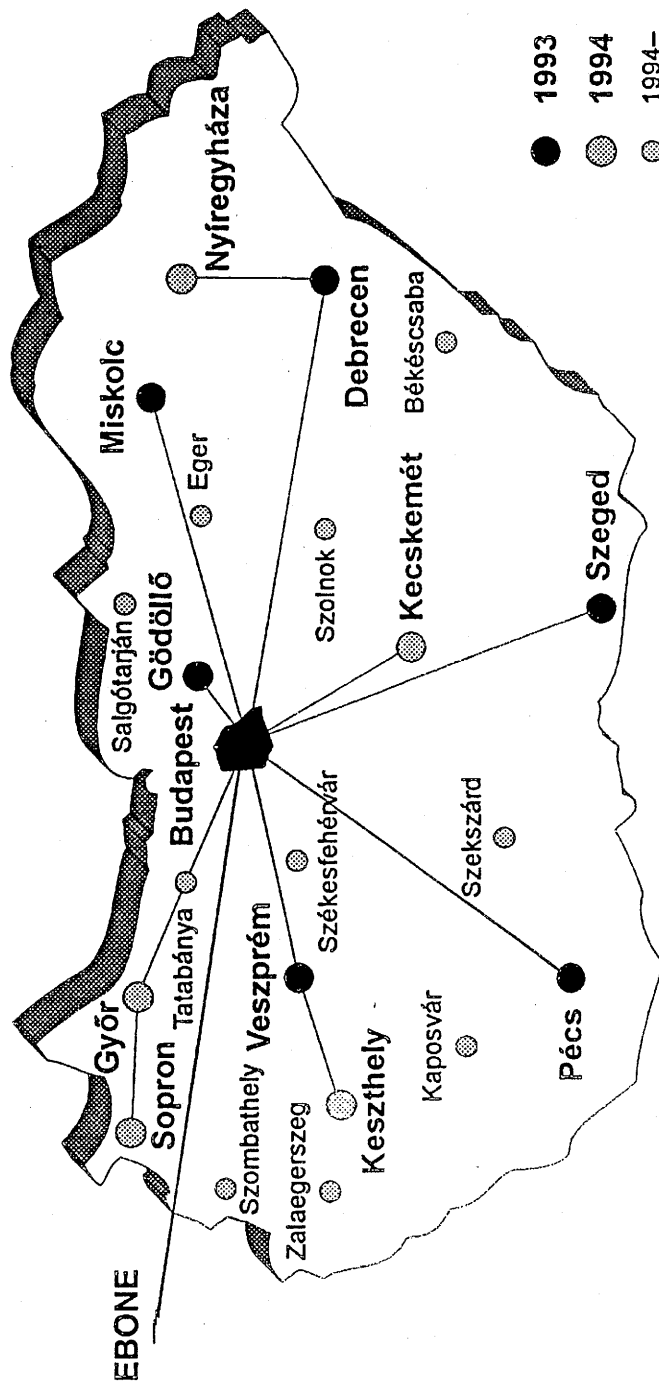 EBONE
Sopron
Győr
Tatabánya
Budapest
Gödöllő
Salgótarján
Miskolc
Eger
Nyíregyháza
Debrecen
Szombathely
Zalaegerszeg
Keszthely
Veszprém
Székesfehérvár
Szolnok
Kecskemét
Békéscsaba
Kaposvár
Pécs
Szekszárd
Szeged
1993
1994
1994–